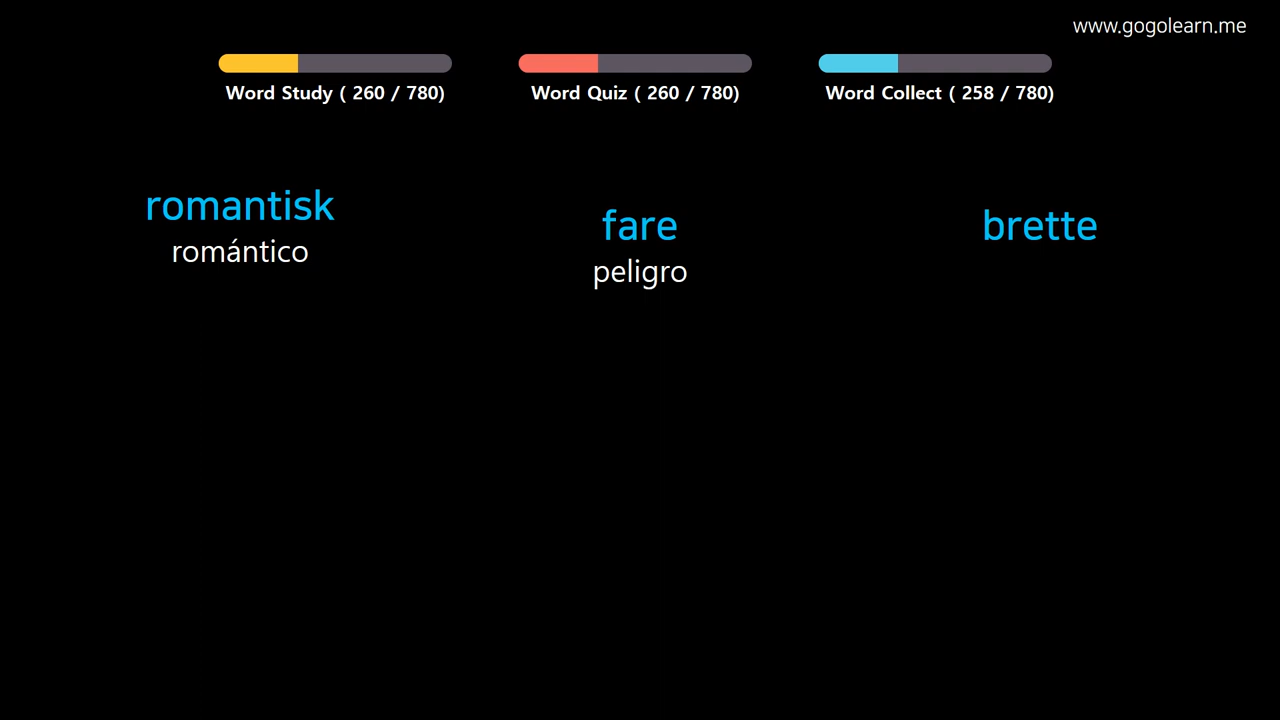 www.gogolearn.me
Word Study ( 260 / 780)
Word Quiz ( 260 / 780)
Word Collect ( 258 / 780)
romantisk
romántico
fare
peligro
brette